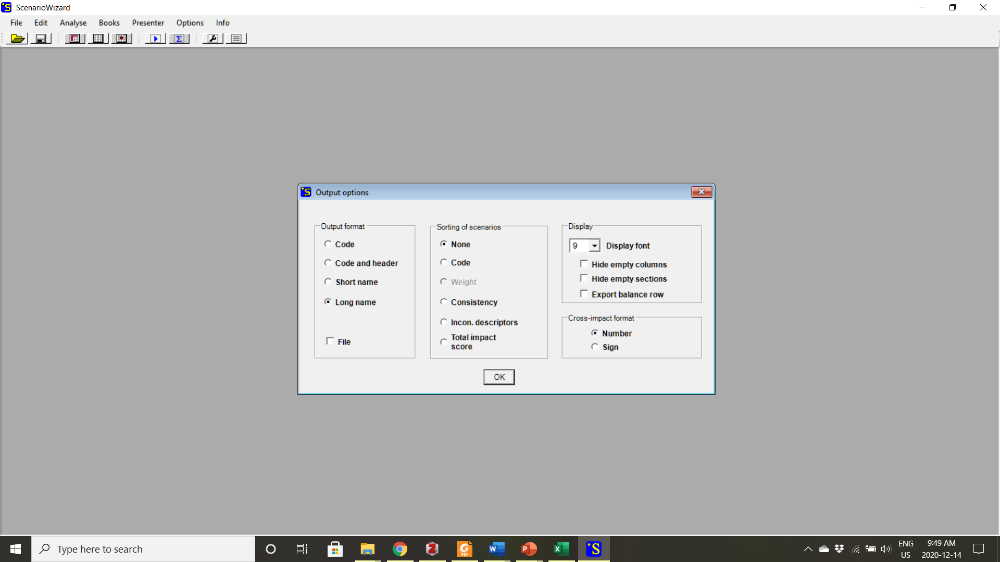 ScenarioWizard
File Edit Analyse Books Presenter Options Info
Output options
Output format
Code
Code and header
Short name
Long name
File
Sorting of scenarios
None
Code
Weight
Consistency
Incon. descriptors
Total impact
score
Display
9 Display font
Hide empty columns
Hide empty sections
Export balance row
Cross-impact format
Number
Sign
OK
Type here to search
ENG
US
9:49 AM
2020-12-14